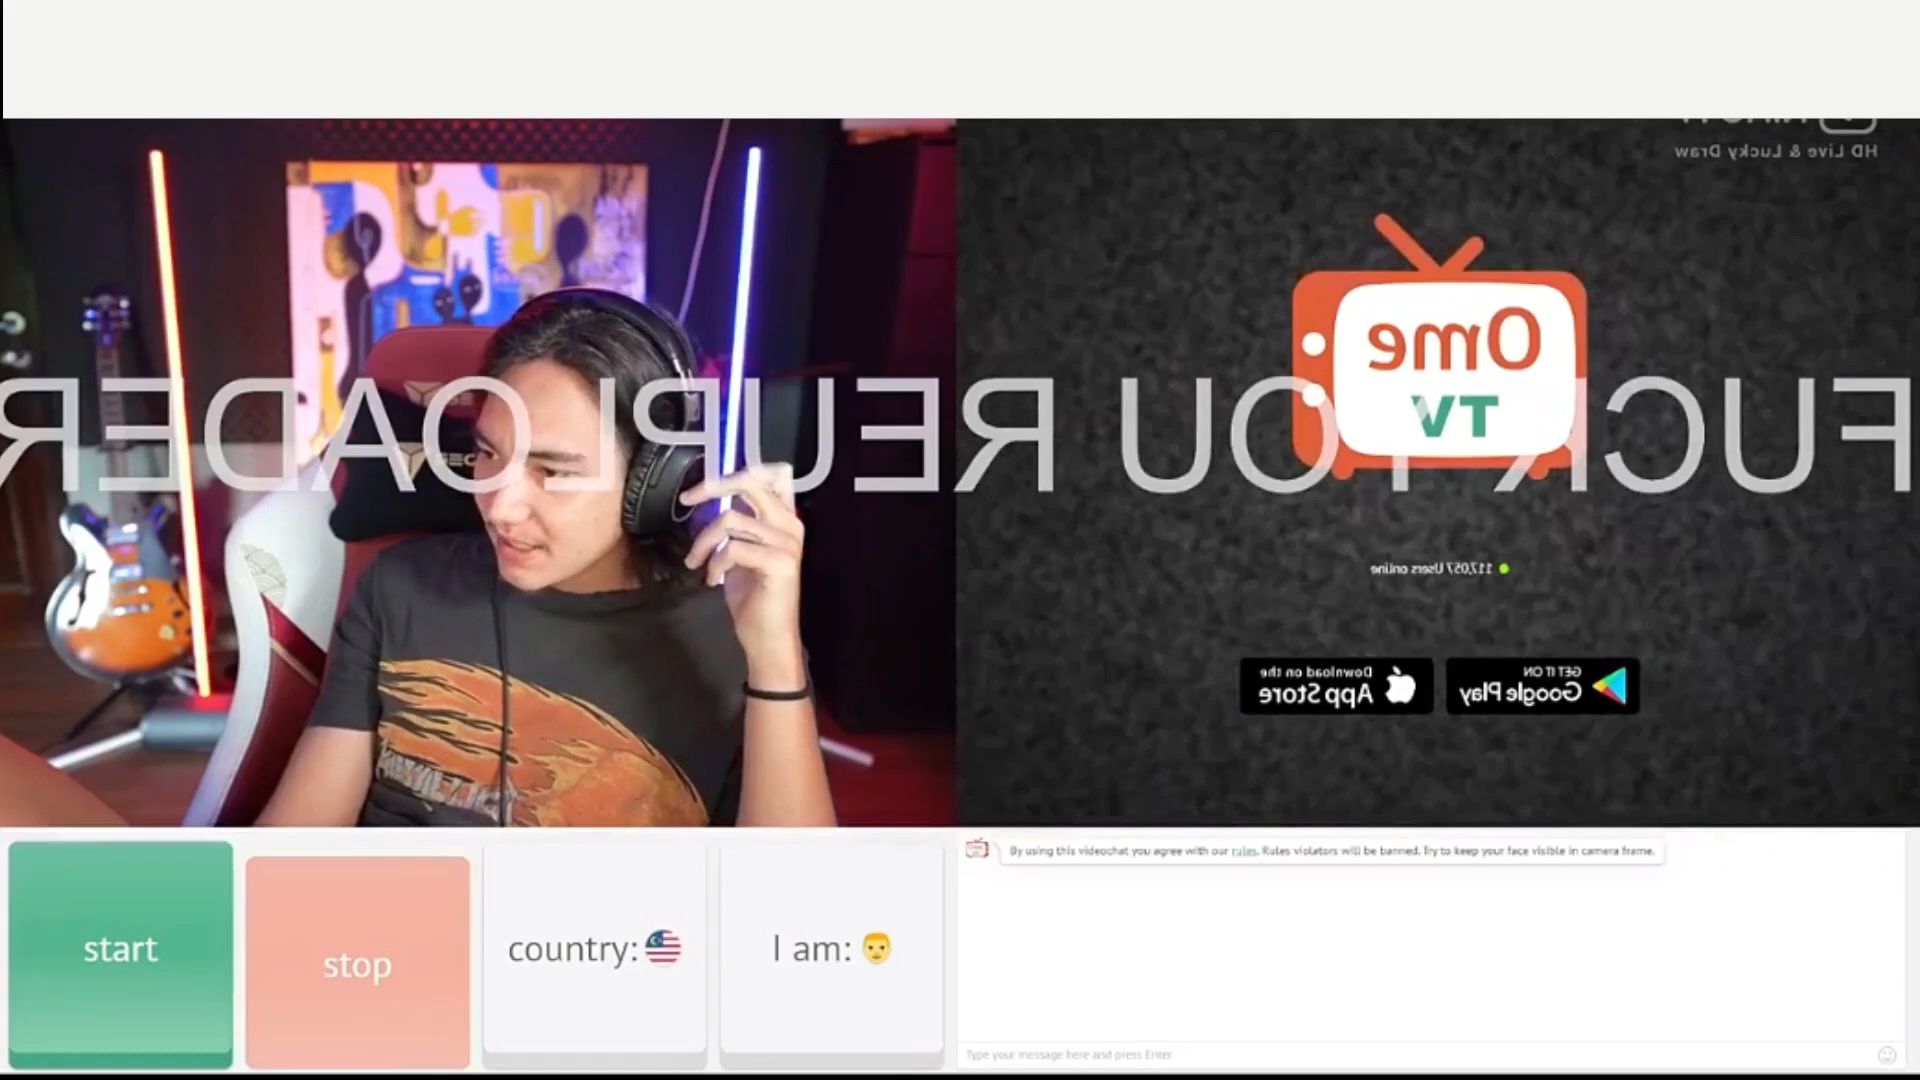 HD Live & Lucky Draw
Ome
TV
FUCK YOU REUPLOADER
117,057 Users online
Download on the
App Store
GET IT ON
Google Play
By using this videochat you agree with our rules. Rules violators will be banned. Try to keep your face visible in camera frame.
start
stop
country:
I am:
Type your message here and press Enter